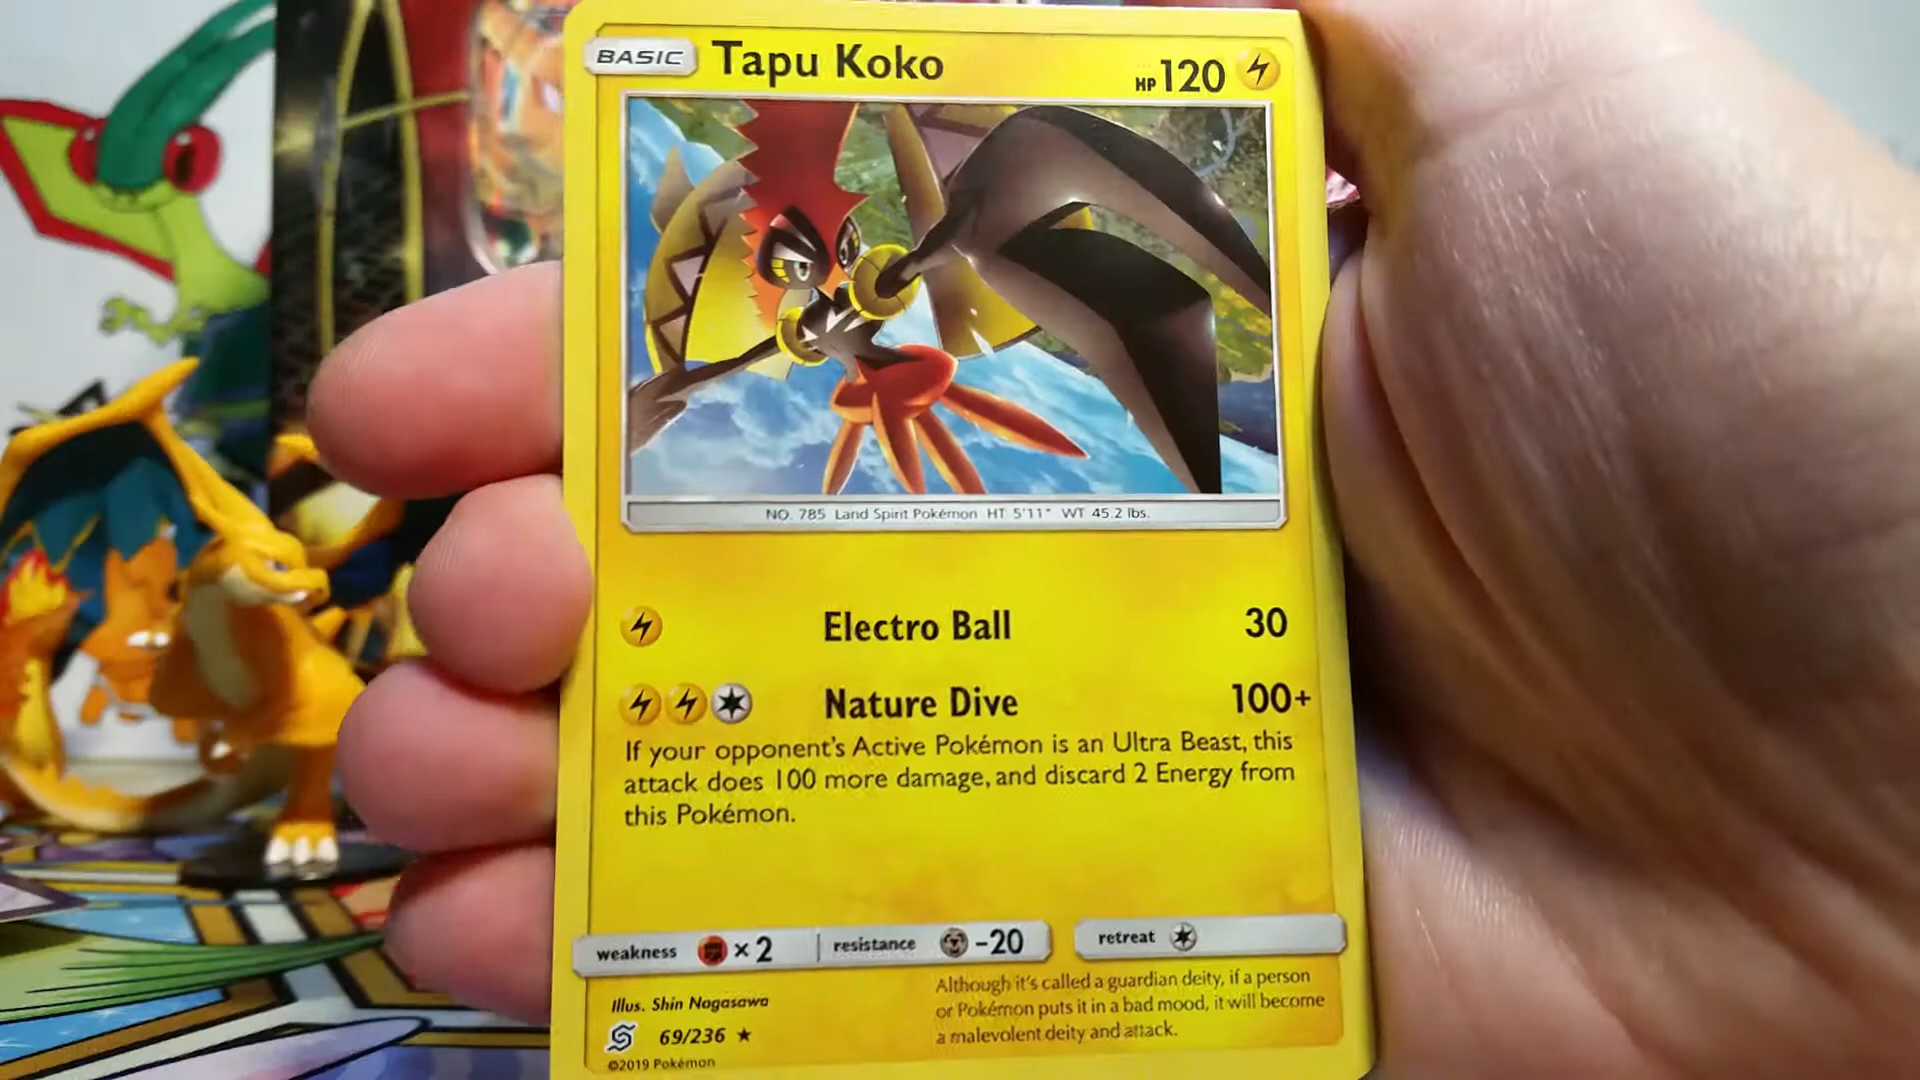 BASIC Tapu Koko HP 120
NO. 785 Land Spirit Pokémon HT 5'11" WT 45.2 lbs.
Electro Ball 30
Nature Dive 100+
If your opponent's Active Pokémon is an Ultra Beast, this
attack does 100 more damage, and discard 2 Energy from
this Pokémon.
weakness ×2 resistance -20 retreat
Although it's called a guardian deity, if a person
or Pokémon puts it in a bad mood, it will become
a malevolent deity and attack.
Illus. Shin Nagasawa
69/236 ★
©2019 Pokémon